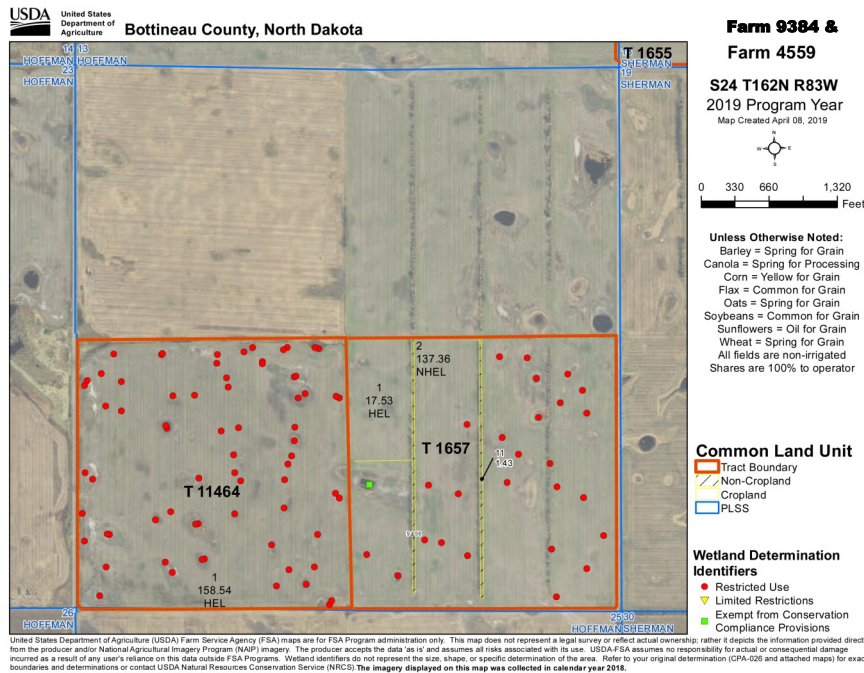 USDA
United States
Department of
Agriculture
Bottineau County, North Dakota
Farm 9384 &
Farm 4559
S24 T162N R83W
2019 Program Year
Map Created April 08, 2019
N
W
E
S
0 330 660 1,320
Feet
Unless Otherwise Noted:
Barley = Spring for Grain
Canola = Spring for Processing
Corn = Yellow for Grain
Flax = Common for Grain
Oats = Spring for Grain
Soybeans = Common for Grain
Sunflowers = Oil for Grain
Wheat = Spring for Grain
All fields are non-irrigated
Shares are 100% to operator
Common Land Unit
Tract Boundary
Non-Cropland
Cropland
PLSS
Wetland Determination
Identifiers
Restricted Use
Limited Restrictions
Exempt from Conservation
Compliance Provisions
14 13
HOFFMAN HOFFMAN
23
T 1655
SHERMAN
19
SHERMAN
2
137.36
NHEL
1
17.53
HEL
T 1657
11
1.43
T 11464
1
158.54
HEL
26
HOFFMAN
25 30
HOFFMAN SHERMAN
United States Department of Agriculture (USDA) Farm Service Agency (FSA) maps are for FSA Program administration only. This map does not represent a legal survey or reflect actual ownership; rather it depicts the information provided direct
from the producer and/or National Agricultural Imagery Program (NAIP) imagery. The producer accepts the data 'as is' and assumes all risks associated with its use. USDA-FSA assumes no responsibility for actual or consequential damage
incurred as a result of any user's reliance on this data outside FSA Programs. Wetland identifiers do not represent the size, shape, or specific determination of the area. Refer to your original determination (CPA-026 and attached maps) for exac
boundaries and determinations or contact USDA Natural Resources Conservation Service (NRCS). The imagery displayed on this map was collected in calendar year 2018.